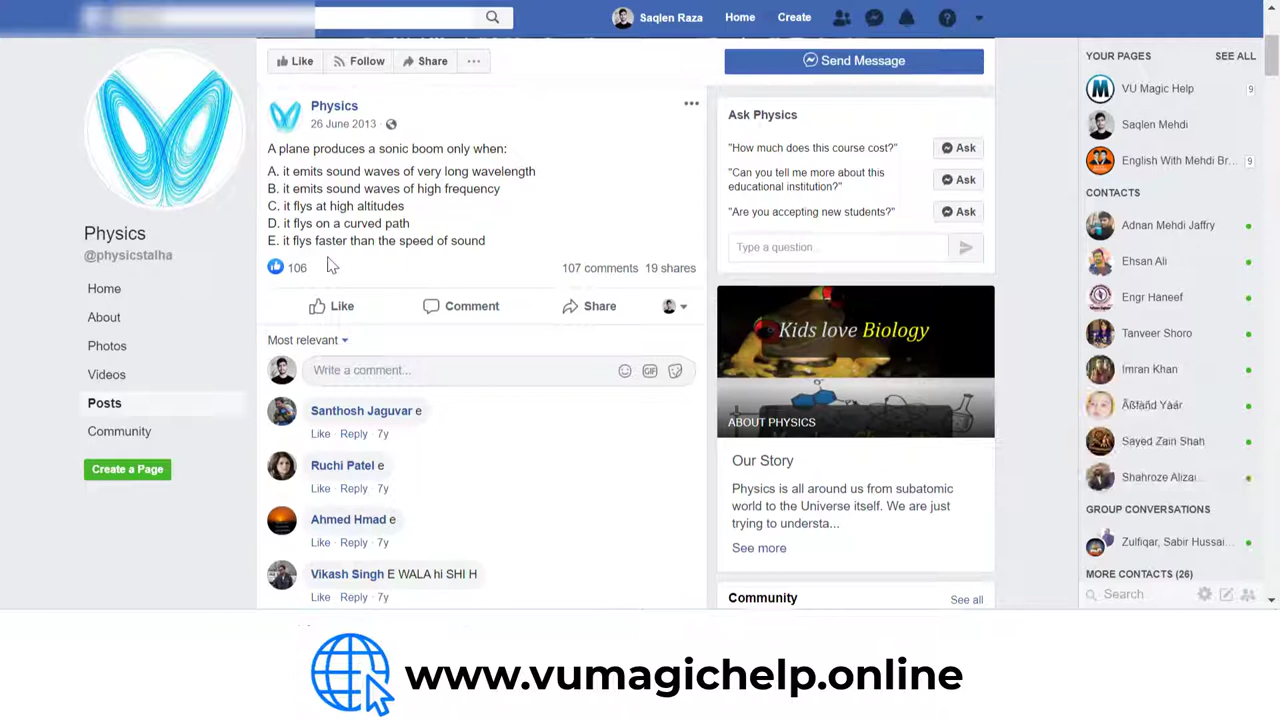 Saqlen Raza
Home
Create
Like
Follow
Share
Send Message
YOUR PAGES
SEE ALL
VU Magic Help
9
Saqlen Mehdi
English With Mehdi Br...
9
CONTACTS
Adnan Mehdi Jaffry
Ehsan Ali
Engr Haneef
Tanveer Shoro
Imran Khan
Ãßfañd Yàár
Sayed Zain Shah
Shahroze Alizai...
GROUP CONVERSATIONS
Zulfiqar, Sabir Hussai...
MORE CONTACTS (26)
Search
Physics
@physicstalha
Home
About
Photos
Videos
Posts
Community
Create a Page
Physics
26 June 2013
A plane produces a sonic boom only when:
A. it emits sound waves of very long wavelength
B. it emits sound waves of high frequency
C. it flys at high altitudes
D. it flys on a curved path
E. it flys faster than the speed of sound
106
107 comments 19 shares
Like
Comment
Share
Most relevant
Write a comment...
GIF
Santhosh Jaguvar e
Like · Reply · 7y
Ruchi Patel e
Like · Reply · 7y
Ahmed Hmad e
Like · Reply · 7y
Vikash Singh E WALA hi SHI H
Like · Reply · 7y
Ask Physics
"How much does this course cost?"
Ask
"Can you tell me more about this
educational institution?"
Ask
"Are you accepting new students?"
Ask
Type a question...
Kids love Biology
ABOUT PHYSICS
Our Story
Physics is all around us from subatomic
world to the Universe itself. We are just
trying to understa...
See more
Community
See all
www.vumagichelp.online